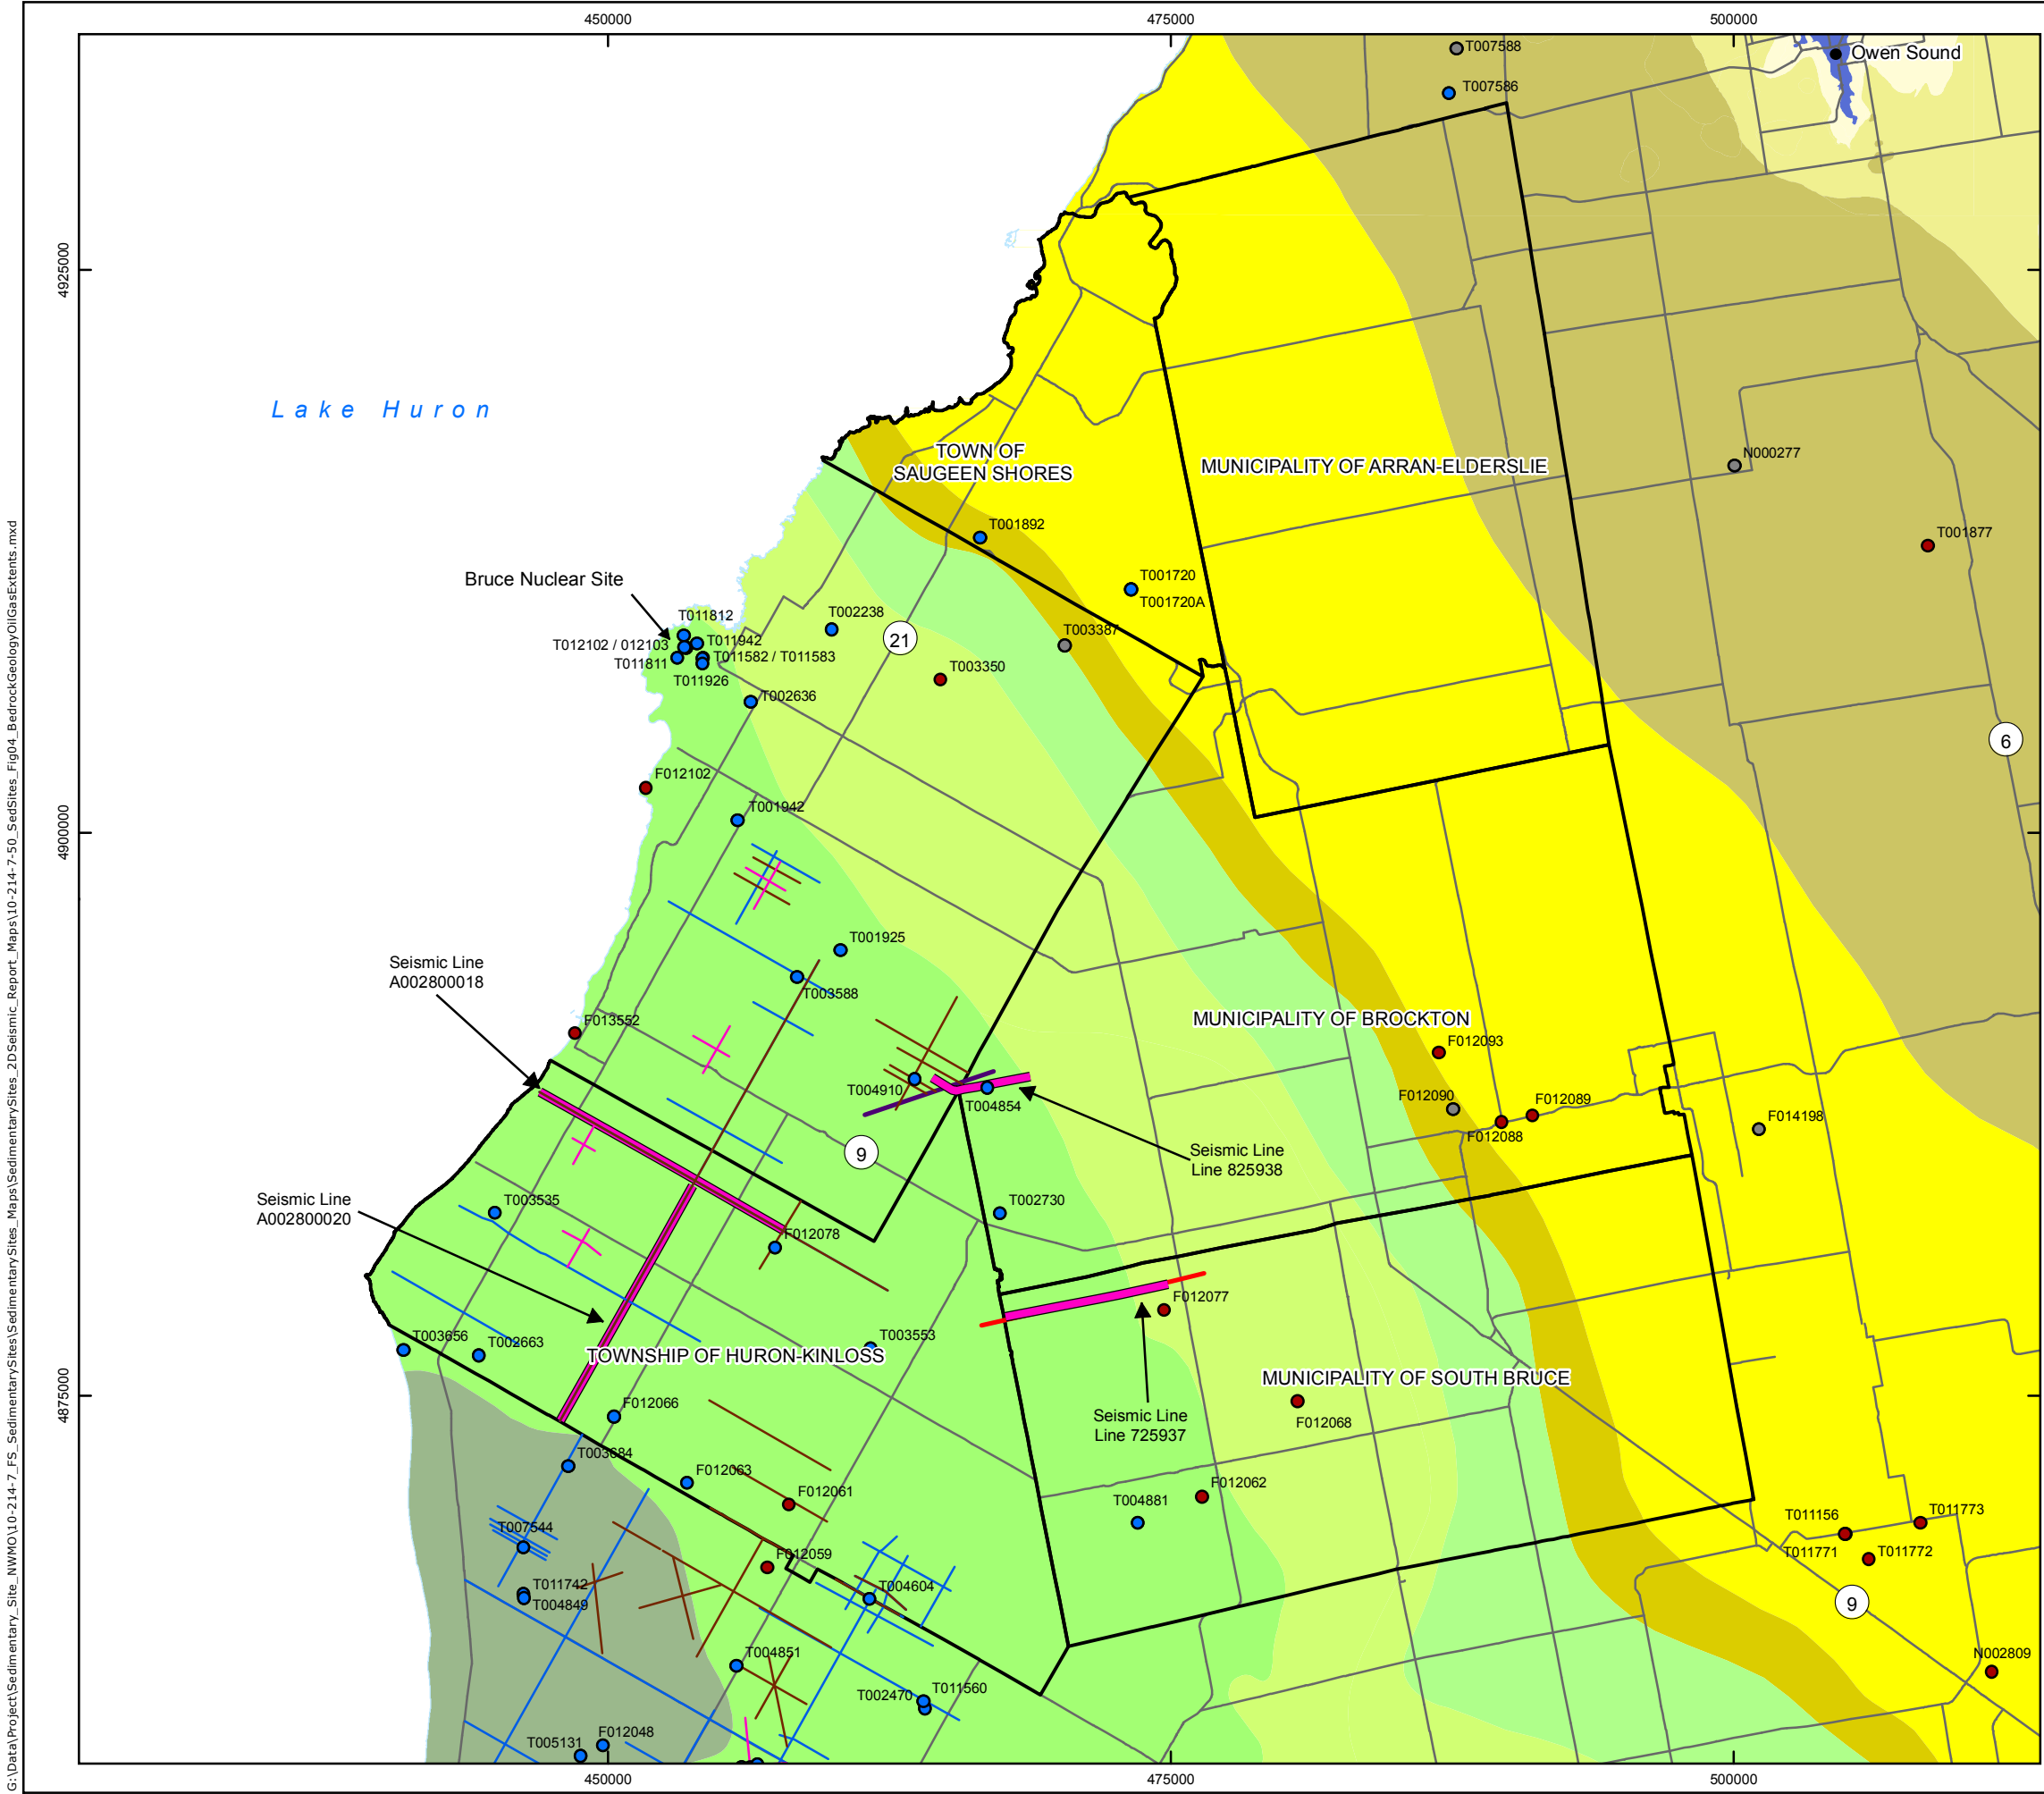 450000
475000
500000
T007588
Owen Sound
T007586
4925000
Lake Huron
N000277
TOWN OF
SAUGEEN SHORES
MUNICIPALITY OF ARRAN-ELDERSLIE
T001892
T001877
Bruce Nuclear Site
T001720
T001720A
T011812
T002238
T003387
T012102 / 012103
T011942
21
T011582 / T011583
T011811
T003350
T011926
T002636
6
F012102
T001942
4900000
T001925
Seismic Line
A002800018
T003588
F013552
MUNICIPALITY OF BROCKTON
F012093
T004910
T004854
F012090
F012089
F014198
F012088
9
Seismic Line
Line 825938
Seismic Line
A002800020
T003535
T002730
F012078
F012077
T003656
T002663
T003553
TOWNSHIP OF HURON-KINLOSS
MUNICIPALITY OF SOUTH BRUCE
4875000
F012066
Seismic Line
Line 725937
F012068
T003684
F012063
F012061
F012062
T004881
T007544
T011156
T011773
T011771
T011772
F012059
T011742
T004849
T004604
9
T004851
N002809
T002470
T011560
T005131
F012048
450000
475000
500000
G:\Data\Project\Sedimentary_Site_NWMO\10-214-7_FS_SedimentarySites\SedimentarySites_Maps\SedimentarySites_2DSeismic_Report_Maps\10-214-7-50_SedSites_Fig04_BedrockGeologyOilGasExtents.mxd